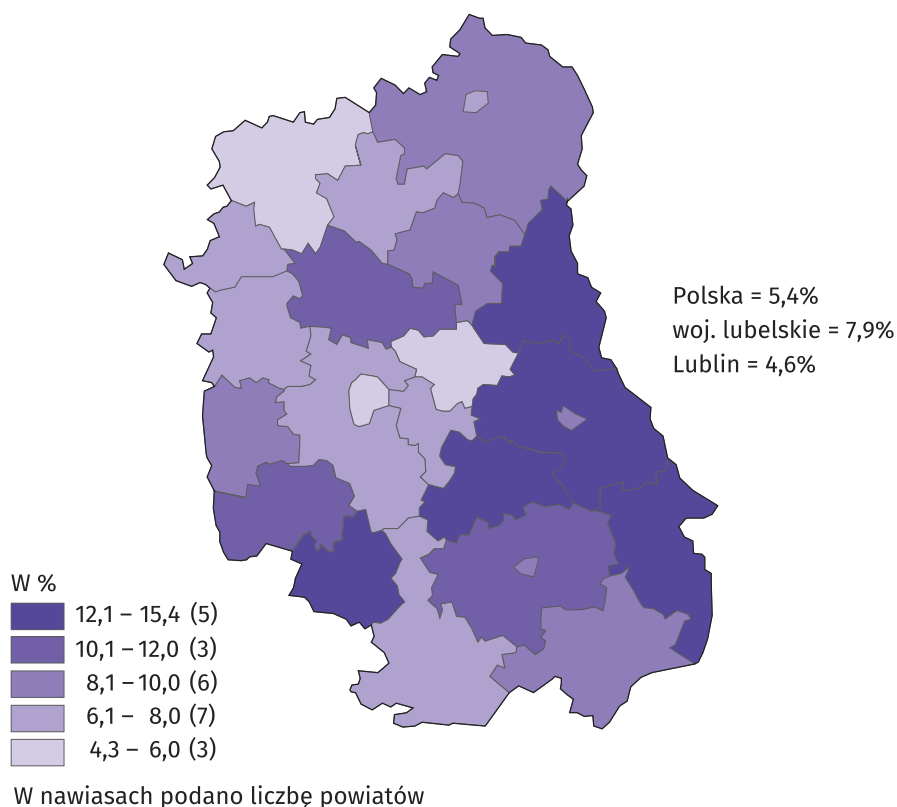 Polska = 5,4%
woj. lubelskie = 7,9%
Lublin = 4,6%
W %
12,1 – 15,4 (5)
10,1 – 12,0 (3)
8,1 – 10,0 (6)
6,1 – 8,0 (7)
4,3 – 6,0 (3)
W nawiasach podano liczbę powiatów